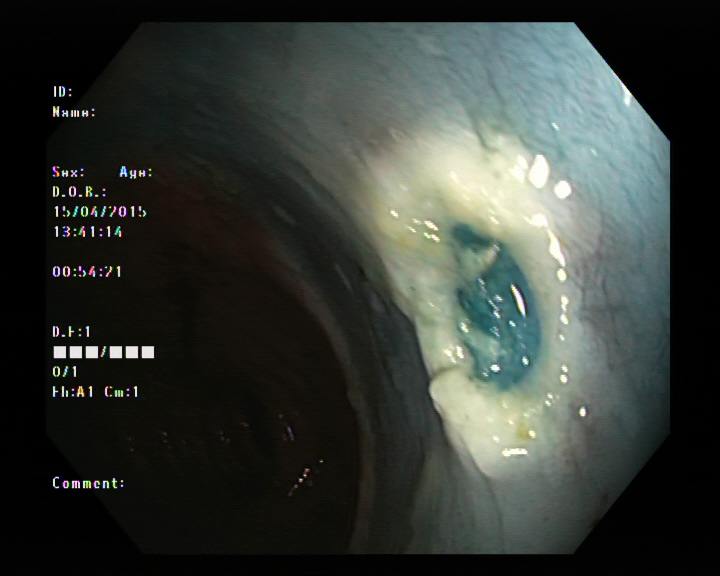 ID:
Name:
Sex: Age:
D.O.B.:
15/04/2015
13:41:14
00:54:21
D.F:1
■■■/■■■
0/1
Eh:A1 Cm:1
Comment: